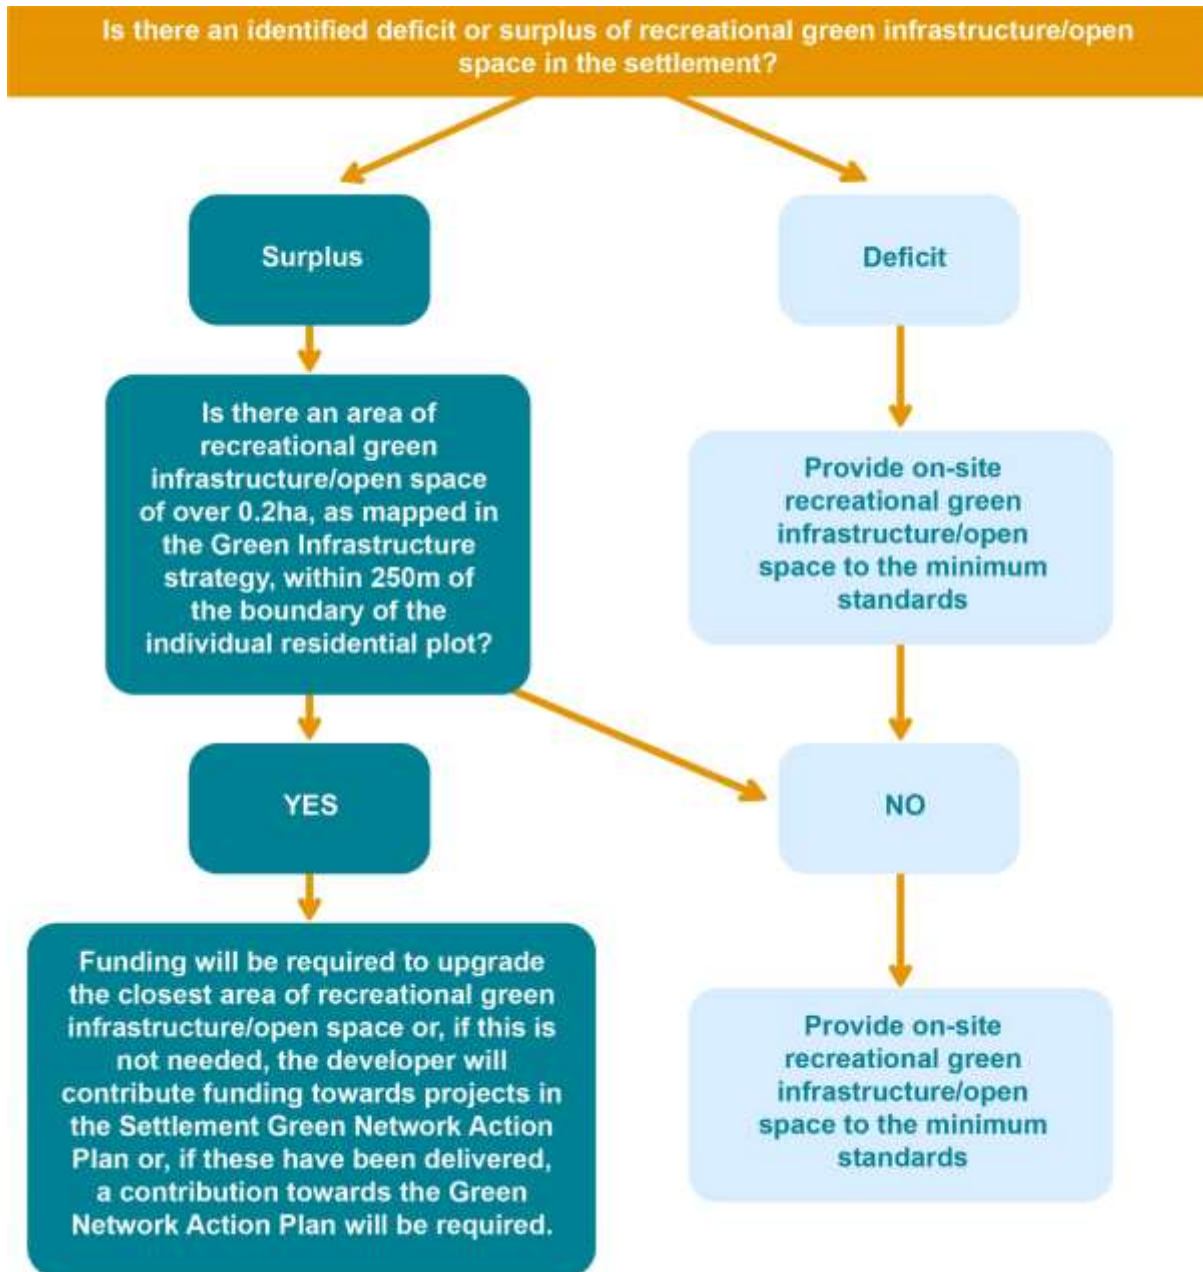 Is there an identified deficit or surplus of recreational green infrastructure/open
space in the settlement?
Surplus
Deficit
Is there an area of
recreational green
infrastructure/open space
of over 0.2ha, as mapped in
the Green Infrastructure
strategy, within 250m of
the boundary of the
individual residential plot?
Provide on-site
recreational green
infrastructure/open
space to the minimum
standards
YES
NO
Funding will be required to upgrade
the closest area of recreational green
infrastructure/open space or, if this is
not needed, the developer will
contribute funding towards projects in
the Settlement Green Network Action
Plan or, if these have been delivered,
a contribution towards the Green
Network Action Plan will be required.
Provide on-site
recreational green
infrastructure/open
space to the minimum
standards